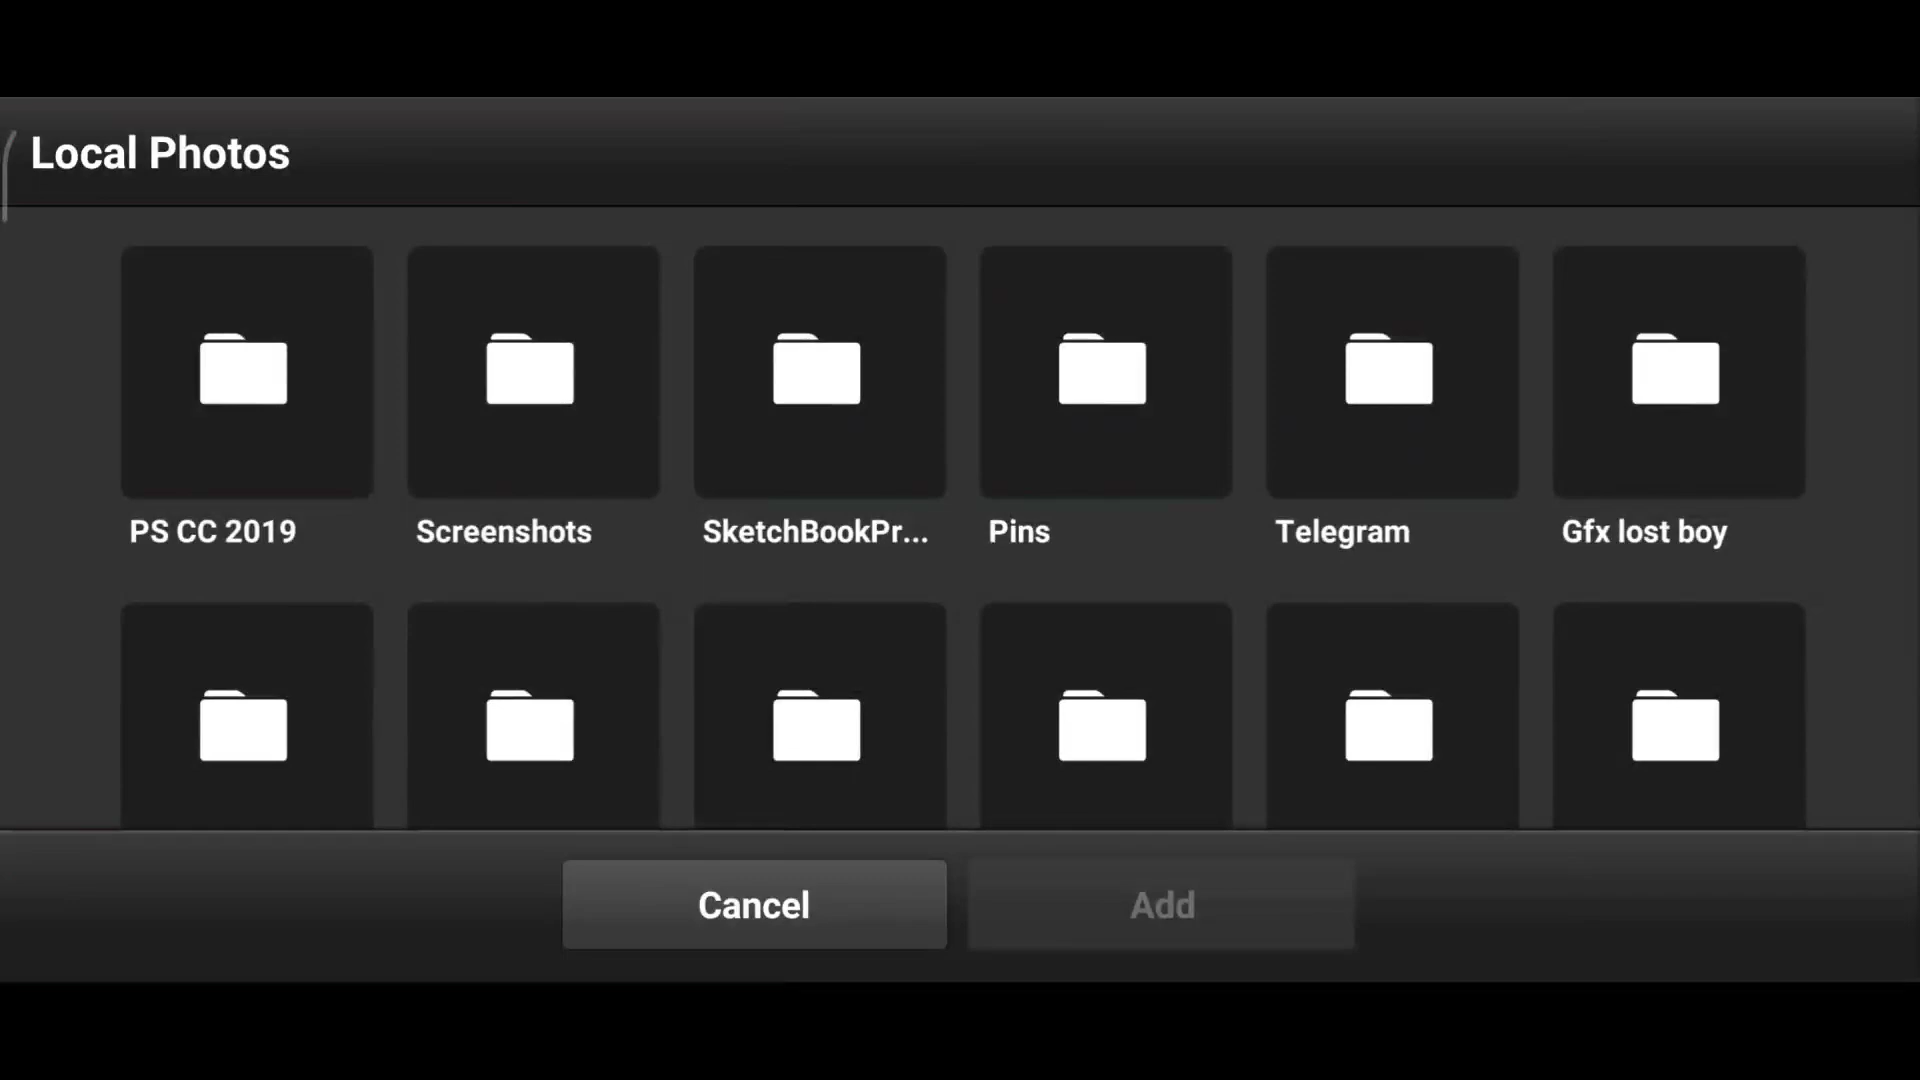 Local Photos
PS CC 2019
Screenshots
SketchBookPr...
Pins
Telegram
Gfx lost boy
Cancel
Add